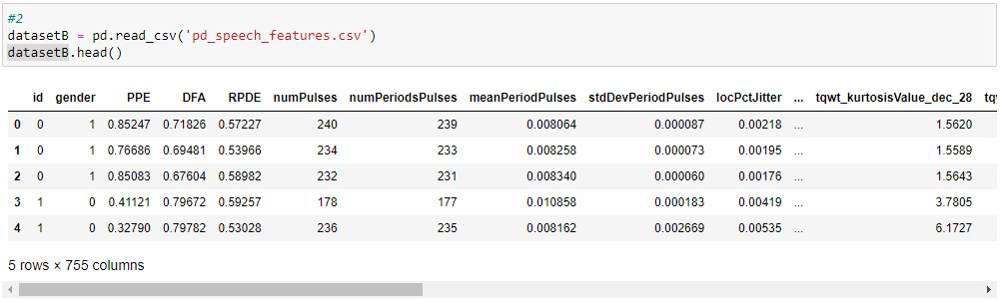 #2
datasetB = pd.read_csv('pd_speech_features.csv')
datasetB.head()
id gender PPE DFA RPDE numPulses numPeriodsPulses meanPeriodPulses stdDevPeriodPulses locPctJitter ... tqwt_kurtosisValue_dec_28 tq
0 0 1 0.85247 0.71826 0.57227 240 239 0.008064 0.000087 0.00218 ... 1.5620
1 0 1 0.76686 0.69481 0.53966 234 233 0.008258 0.000073 0.00195 ... 1.5589
2 0 1 0.85083 0.67604 0.58982 232 231 0.008340 0.000060 0.00176 ... 1.5643
3 1 0 0.41121 0.79672 0.59257 178 177 0.010858 0.000183 0.00419 ... 3.7805
4 1 0 0.32790 0.79782 0.53028 236 235 0.008162 0.002669 0.00535 ... 6.1727
5 rows × 755 columns